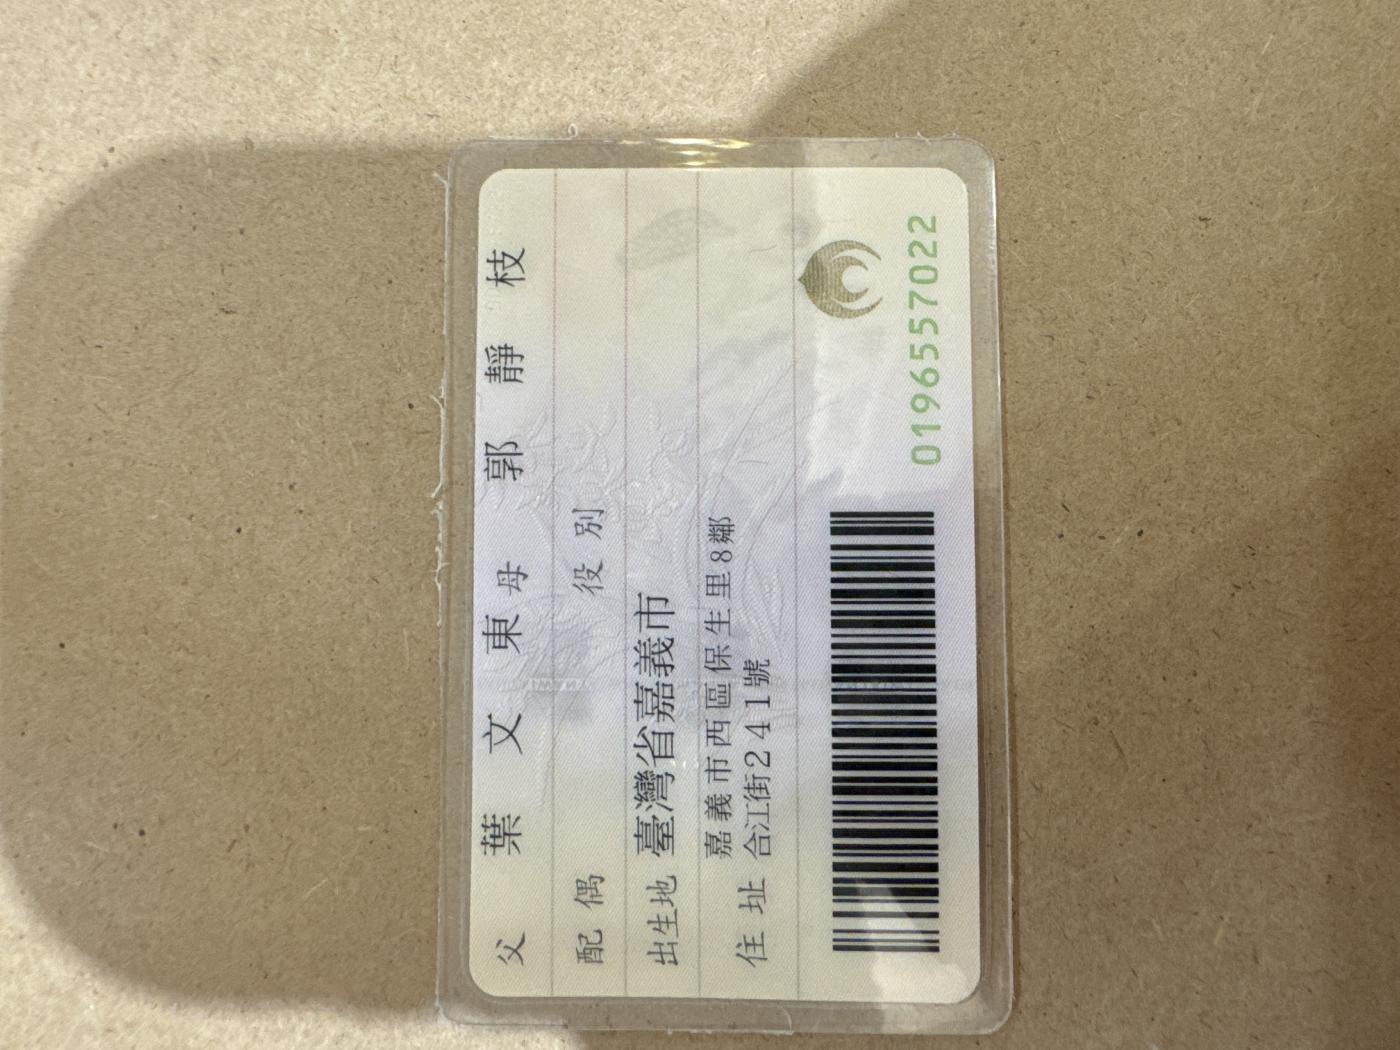 父 葉文東 母 郭靜枝
配偶 役別
出生地 臺灣省嘉義市
住址 嘉義市西區保生里8鄰
合江街241號
0196557022